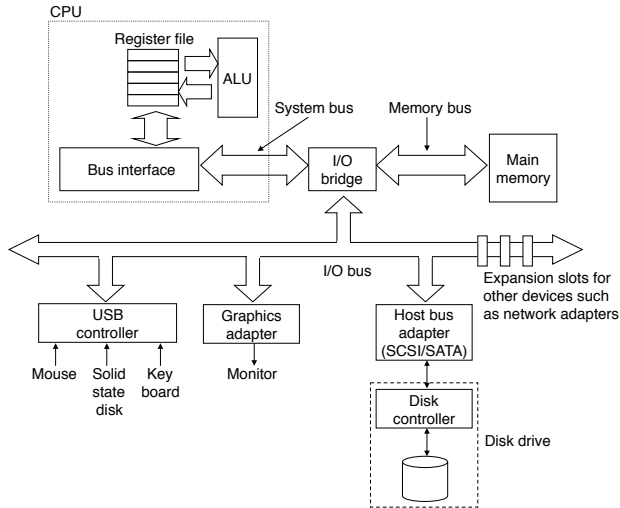 CPU
Register file
ALU
System bus
Memory bus
Bus interface
I/O
bridge
Main
memory
I/O bus
Expansion slots for
other devices such
as network adapters
USB
controller
Graphics
adapter
Host bus
adapter
(SCSI/SATA)
Mouse
Solid
state
disk
Key
board
Monitor
Disk
controller
Disk drive